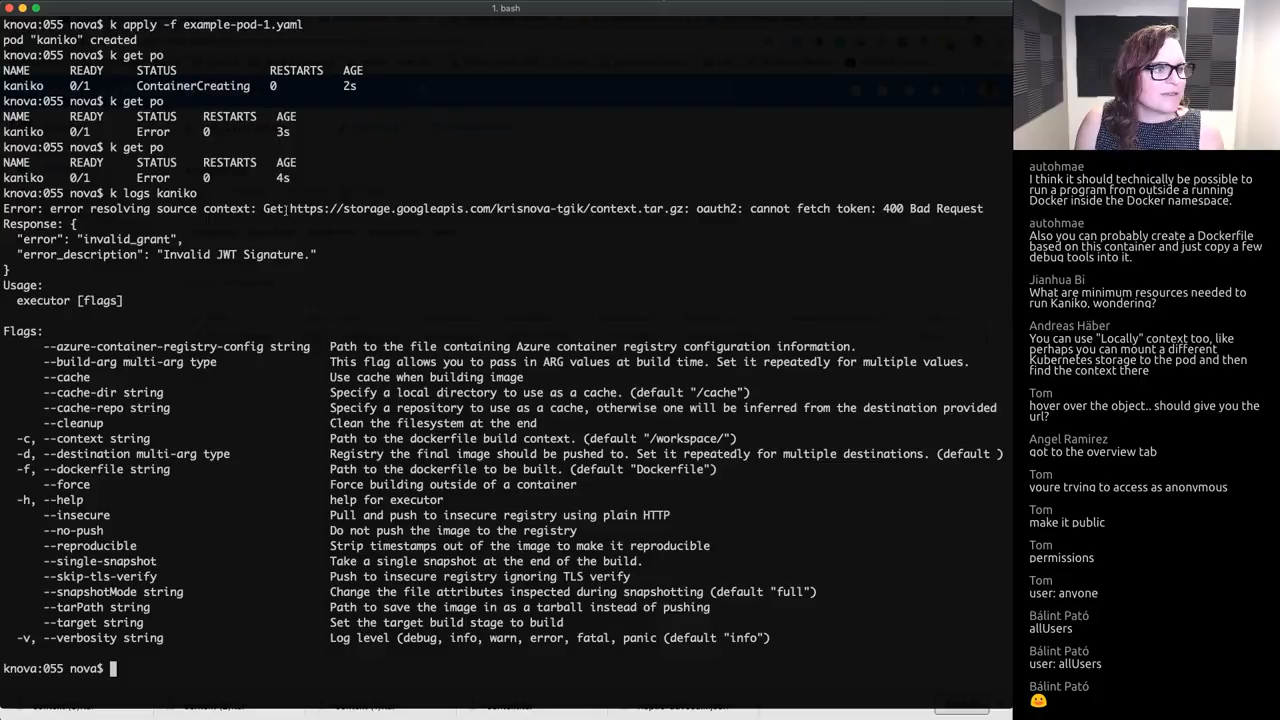 1. bash
knova:055 nova$ k apply -f example-pod-1.yaml
pod "kaniko" created
knova:055 nova$ k get po
NAME READY STATUS RESTARTS AGE
kaniko 0/1 ContainerCreating 0 2s
knova:055 nova$ k get po
NAME READY STATUS RESTARTS AGE
kaniko 0/1 Error 0 3s
knova:055 nova$ k get po
NAME READY STATUS RESTARTS AGE
kaniko 0/1 Error 0 4s
knova:055 nova$ k logs kaniko
Error: error resolving source context: Get https://storage.googleapis.com/krisnova-tgik/context.tar.gz: oauth2: cannot fetch token: 400 Bad Request
Response: {
"error": "invalid_grant",
"error_description": "Invalid JWT Signature."
}
Usage:
executor [flags]
Flags:
--azure-container-registry-config string Path to the file containing Azure container registry configuration information.
--build-arg multi-arg type This flag allows you to pass in ARG values at build time. Set it repeatedly for multiple values.
--cache Use cache when building image
--cache-dir string Specify a local directory to use as a cache. (default "/cache")
--cache-repo string Specify a repository to use as a cache, otherwise one will be inferred from the destination provided
--cleanup Clean the filesystem at the end
-c, --context string Path to the dockerfile build context. (default "/workspace/")
-d, --destination multi-arg type Registry the final image should be pushed to. Set it repeatedly for multiple destinations. (default )
-f, --dockerfile string Path to the dockerfile to be built. (default "Dockerfile")
--force Force building outside of a container
-h, --help help for executor
--insecure Pull and push to insecure registry using plain HTTP
--no-push Do not push the image to the registry
--reproducible Strip timestamps out of the image to make it reproducible
--single-snapshot Take a single snapshot at the end of the build.
--skip-tls-verify Push to insecure registry ignoring TLS verify
--snapshotMode string Change the file attributes inspected during snapshotting (default "full")
--tarPath string Path to save the image in as a tarball instead of pushing
--target string Set the target build stage to build
-v, --verbosity string Log level (debug, info, warn, error, fatal, panic (default "info")
knova:055 nova$
autohmae
I think it should technically be possible to
run a program from outside a running
Docker inside the Docker namespace.
autohmae
Also you can probably create a Dockerfile
based on this container and just copy a few
debug tools into it.
Jianhua Bi
What are minimum resources needed to
run Kaniko, wondering?
Andreas Häber
You can use "Locally" context too, like
perhaps you can mount a different
Kubernetes storage to the pod and then
find the context there
Tom
hover over the object.. should give you the
url?
Angel Ramirez
got to the overview tab
Tom
youre trying to access as anonymous
Tom
make it public
Tom
permissions
Tom
user: anyone
Bálint Pató
allUsers
Bálint Pató
user: allUsers
Bálint Pató